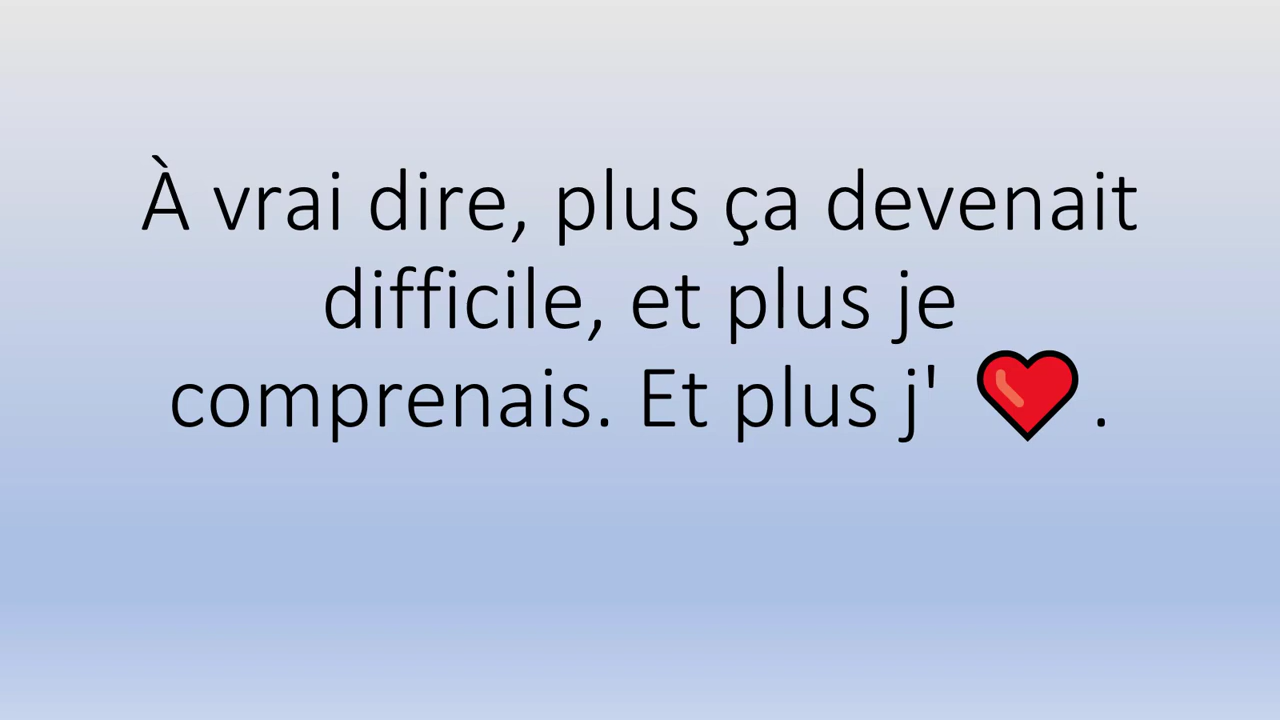 À vrai dire, plus ça devenait
difficile, et plus je
comprenais. Et plus j' ❤.